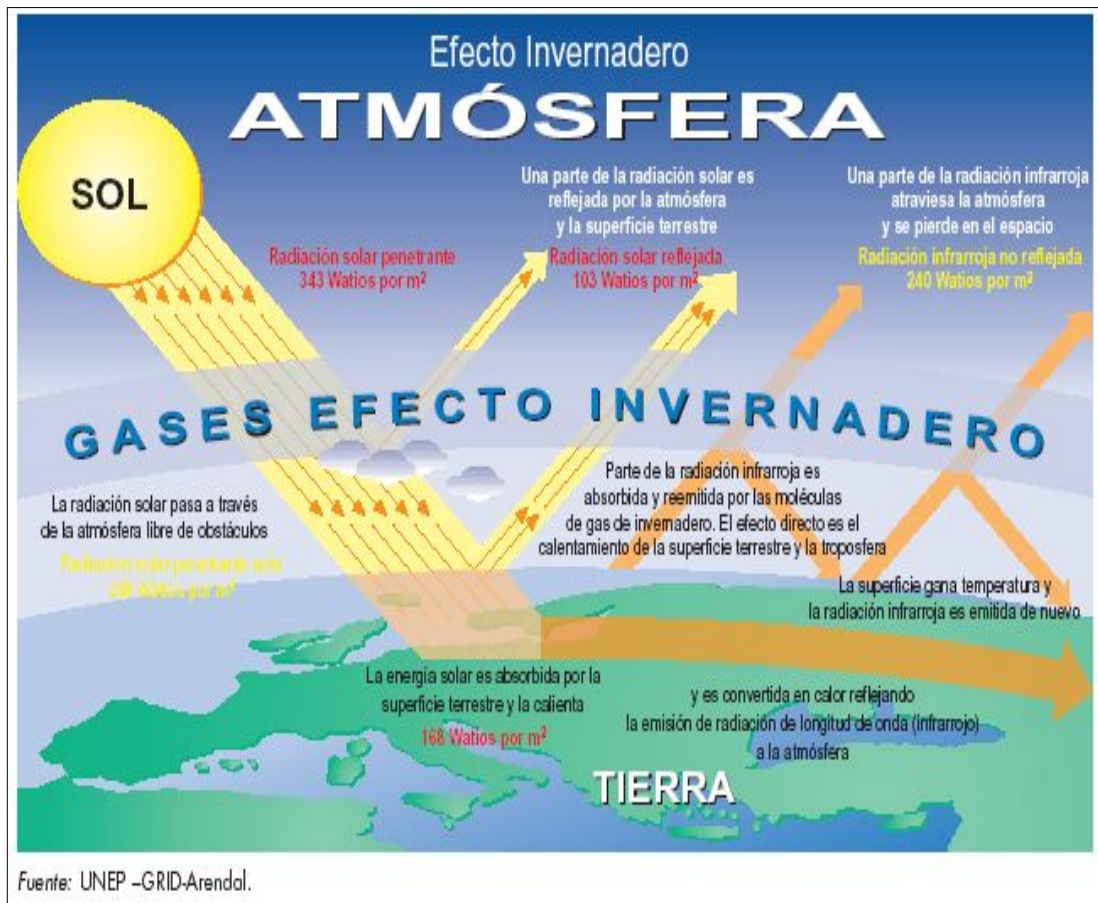 Efecto Invernadero
ATMÓSFERA
SOL
Una parte de la radiación solar es
reflejada por la atmósfera
y la superficie terrestre
Una parte de la radiación infrarroja
atraviesa la atmósfera
y se pierde en el espacio
Radiación solar penetrante
343 Watios por m²
Radiación solar reflejada
103 Watios por m²
Radiación infrarroja no reflejada
240 Watios por m²
GASES EFECTO INVERNADERO
La radiación solar pasa a través
de la atmósfera libre de obstáculos
Radiación solar penetrante
Watios por m²
Parte de la radiación infrarroja es
absorbida y reemitida por las moléculas
de gas de invernadero. El efecto directo es el
calentamiento de la superficie terrestre y la troposfera
La superficie gana temperatura y
la radiación infrarroja es emitida de nuevo
La energía solar es absorbida por la
superficie terrestre y la calienta
168 Watios por m²
y es convertida en calor reflejando
la emisión de radiación de longitud de onda (infrarrojo)
a la atmósfera
TIERRA
Fuente: UNEP –GRID-Arendal.